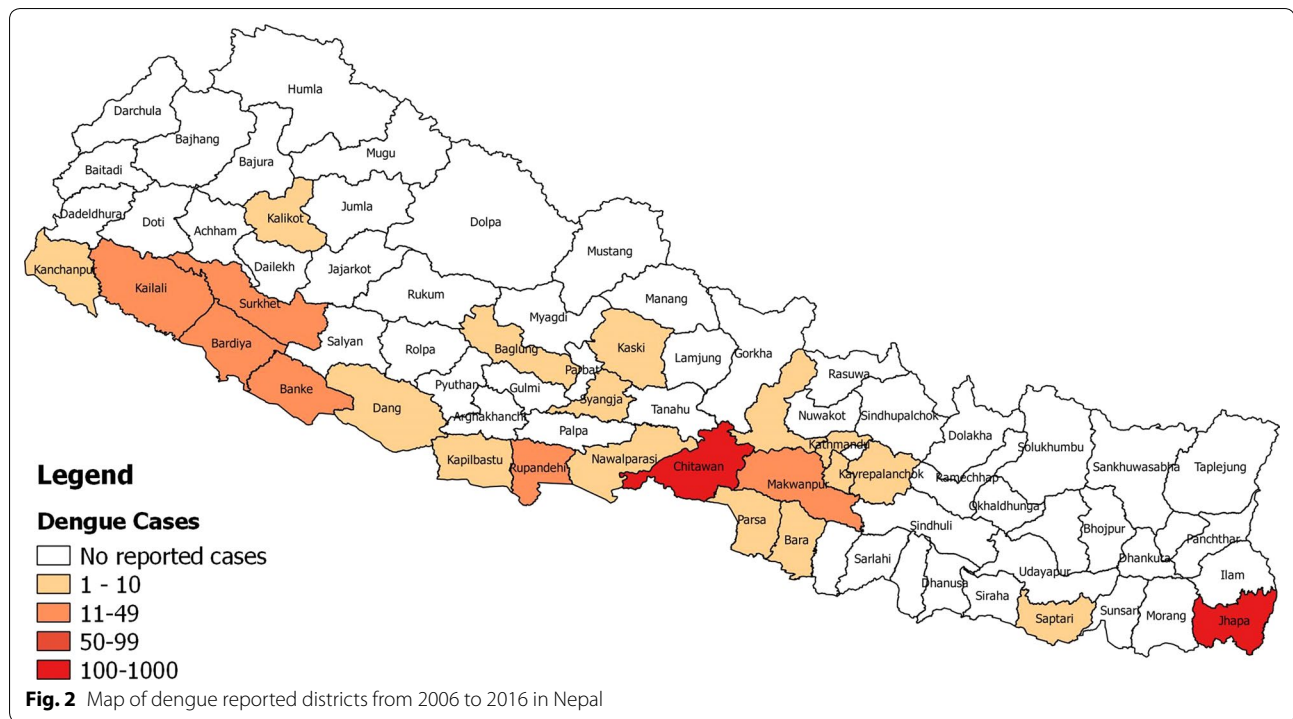 Humla
Darchula
Bajhang
Mugu
Bajura
Baitadi
Jumla
Dadeldhura
Kalikot
Dolpa
Doti
Achham
Mustang
Dailekh
Jajarkot
Kanchanpur
Kailali
Rukum
Manang
Surkhet
Myagdi
Bardiya
Salyan
Rolpa
Baglung
Kaski
Lamjung
Gorkha
Parbat
Rasuwa
Banke
Pyuthan
Gulmi
Syangja
Dang
Tanahu
Nuwakot
Sindhupalchok
Arghakhanchi
Palpa
Dolakha
Kathmandu
Solukhumbu
Kapilbastu
Rupandehi
Nawalparasi
Chitawan
Kavrepalanchok
Ramechhap
Sankhuwasabha
Taplejung
Makwanpur
Okhaldhunga
Parsa
Bara
Sindhuli
Bhojpur
Panchthar
Sarlahi
Dhankuta
Udayapur
Ilam
Dhanusa
Siraha
Saptari
Sunsari
Morang
Jhapa
Legend
Dengue Cases
No reported cases
1 - 10
11-49
50-99
100-1000
Fig. 2 Map of dengue reported districts from 2006 to 2016 in Nepal